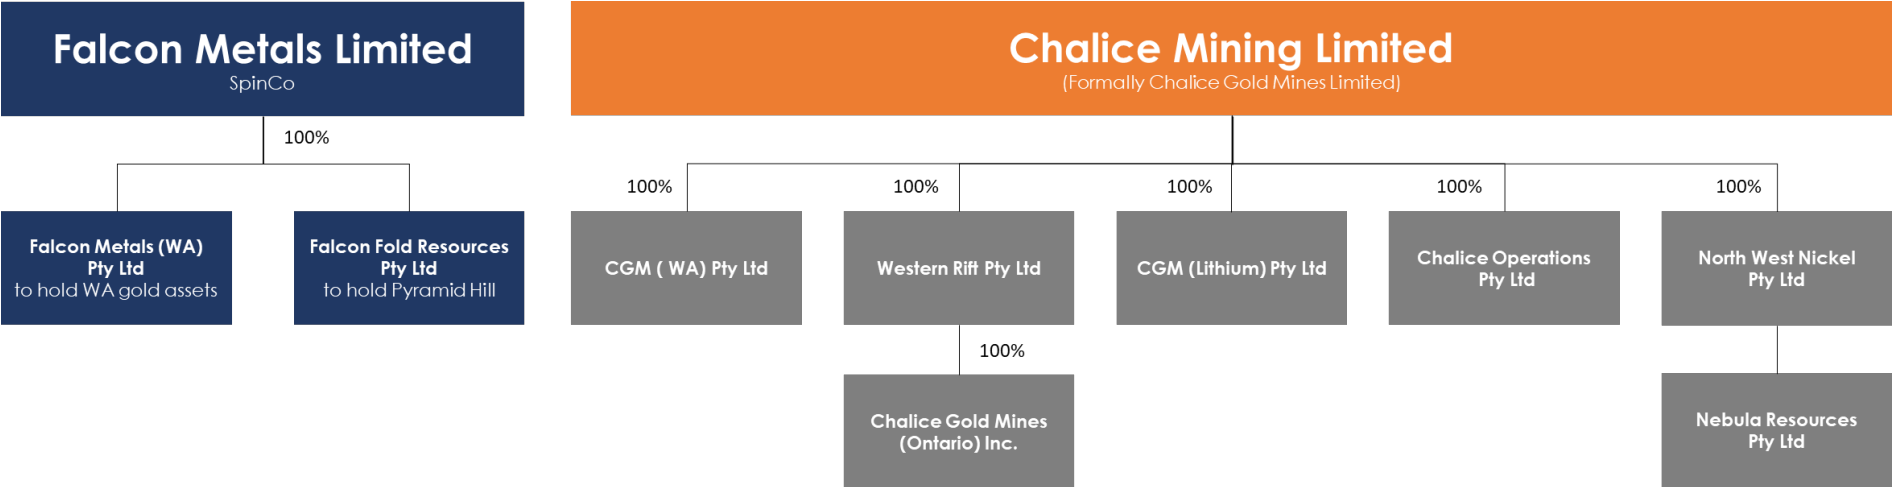 Falcon Metals Limited
SpinCo
Chalice Mining Limited
(Formally Chalice Gold Mines Limited)
100%
100%
100%
100%
100%
100%
Falcon Metals (WA)
Pty Ltd
to hold WA gold assets
Falcon Fold Resources
Pty Ltd
to hold Pyramid Hill
CGM ( WA) Pty Ltd
Western Rift Pty Ltd
CGM (Lithium) Pty Ltd
Chalice Operations
Pty Ltd
North West Nickel
Pty Ltd
100%
Chalice Gold Mines
(Ontario) Inc.
Nebula Resources
Pty Ltd